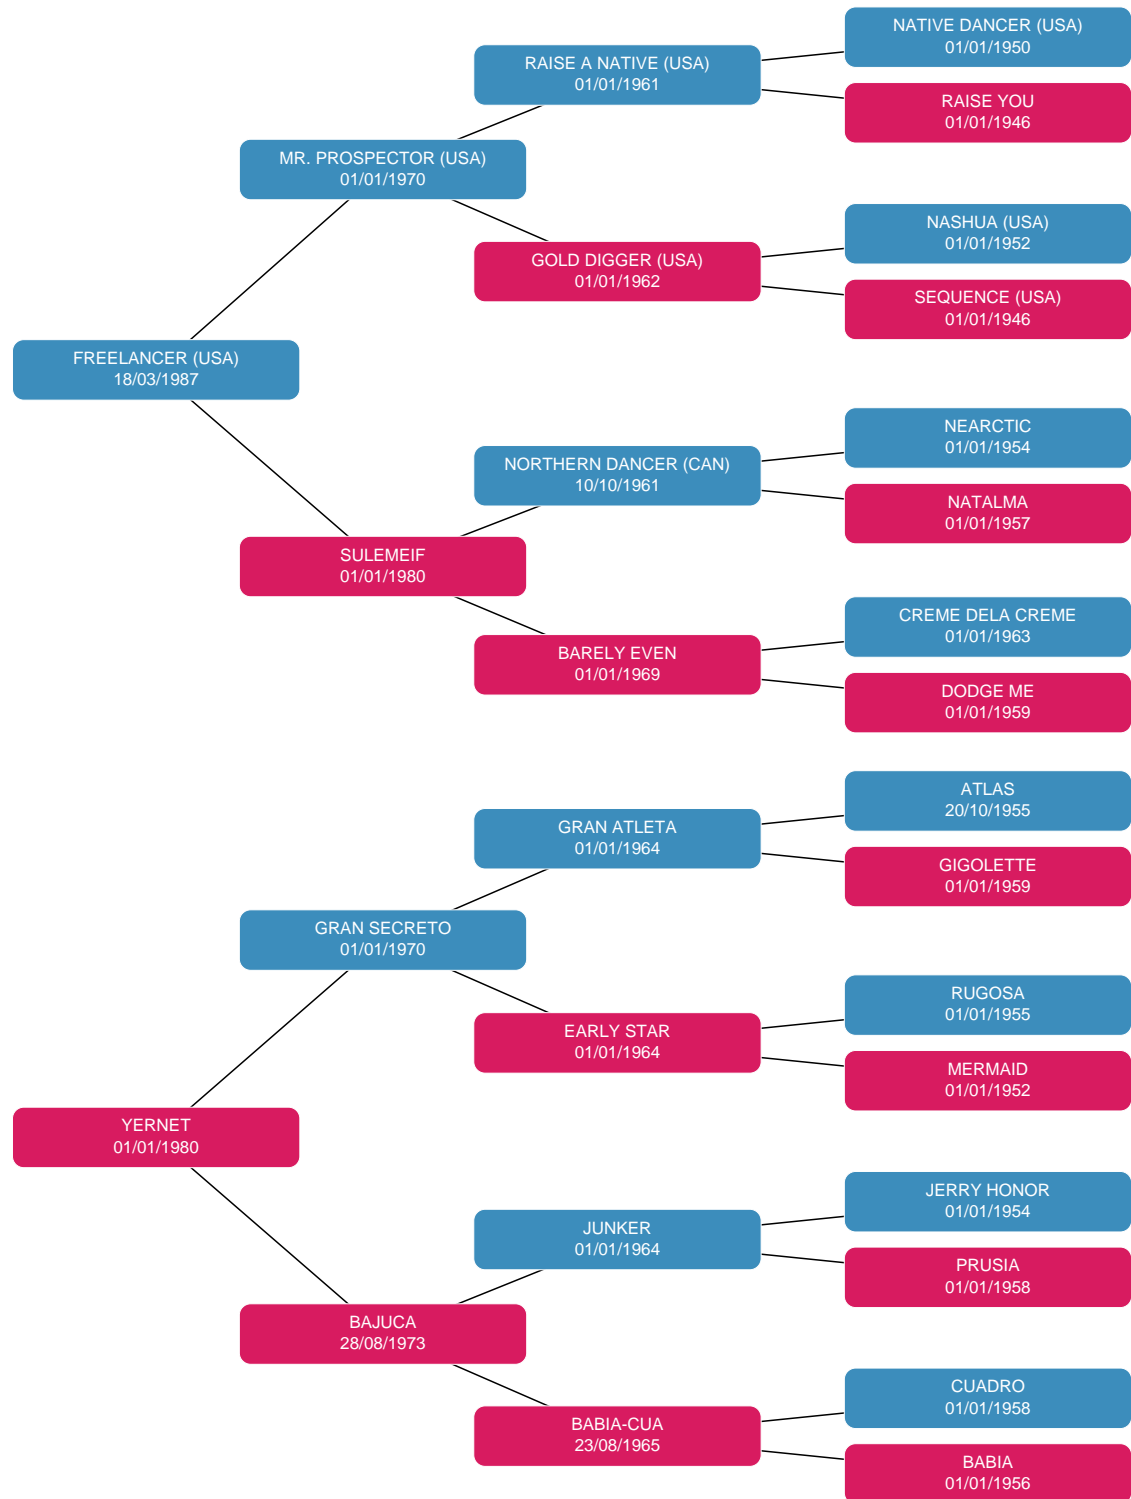 NATIVE DANCER (USA)
01/01/1950
RAISE A NATIVE (USA)
01/01/1961
RAISE YOU
01/01/1946
MR. PROSPECTOR (USA)
01/01/1970
NASHUA (USA)
01/01/1952
GOLD DIGGER (USA)
01/01/1962
SEQUENCE (USA)
01/01/1946
FREELANCER (USA)
18/03/1987
NEARCTIC
01/01/1954
NORTHERN DANCER (CAN)
10/10/1961
NATALMA
01/01/1957
SULEMEIF
01/01/1980
CREME DELA CREME
01/01/1963
BARELY EVEN
01/01/1969
DODGE ME
01/01/1959
ATLAS
20/10/1955
GRAN ATLETA
01/01/1964
GIGOLETTE
01/01/1959
GRAN SECRETO
01/01/1970
RUGOSA
01/01/1955
EARLY STAR
01/01/1964
MERMAID
01/01/1952
YERNET
01/01/1980
JERRY HONOR
01/01/1954
JUNKER
01/01/1964
PRUSIA
01/01/1958
BAJUCA
28/08/1973
CUADRO
01/01/1958
BABIA-CUA
23/08/1965
BABIA
01/01/1956